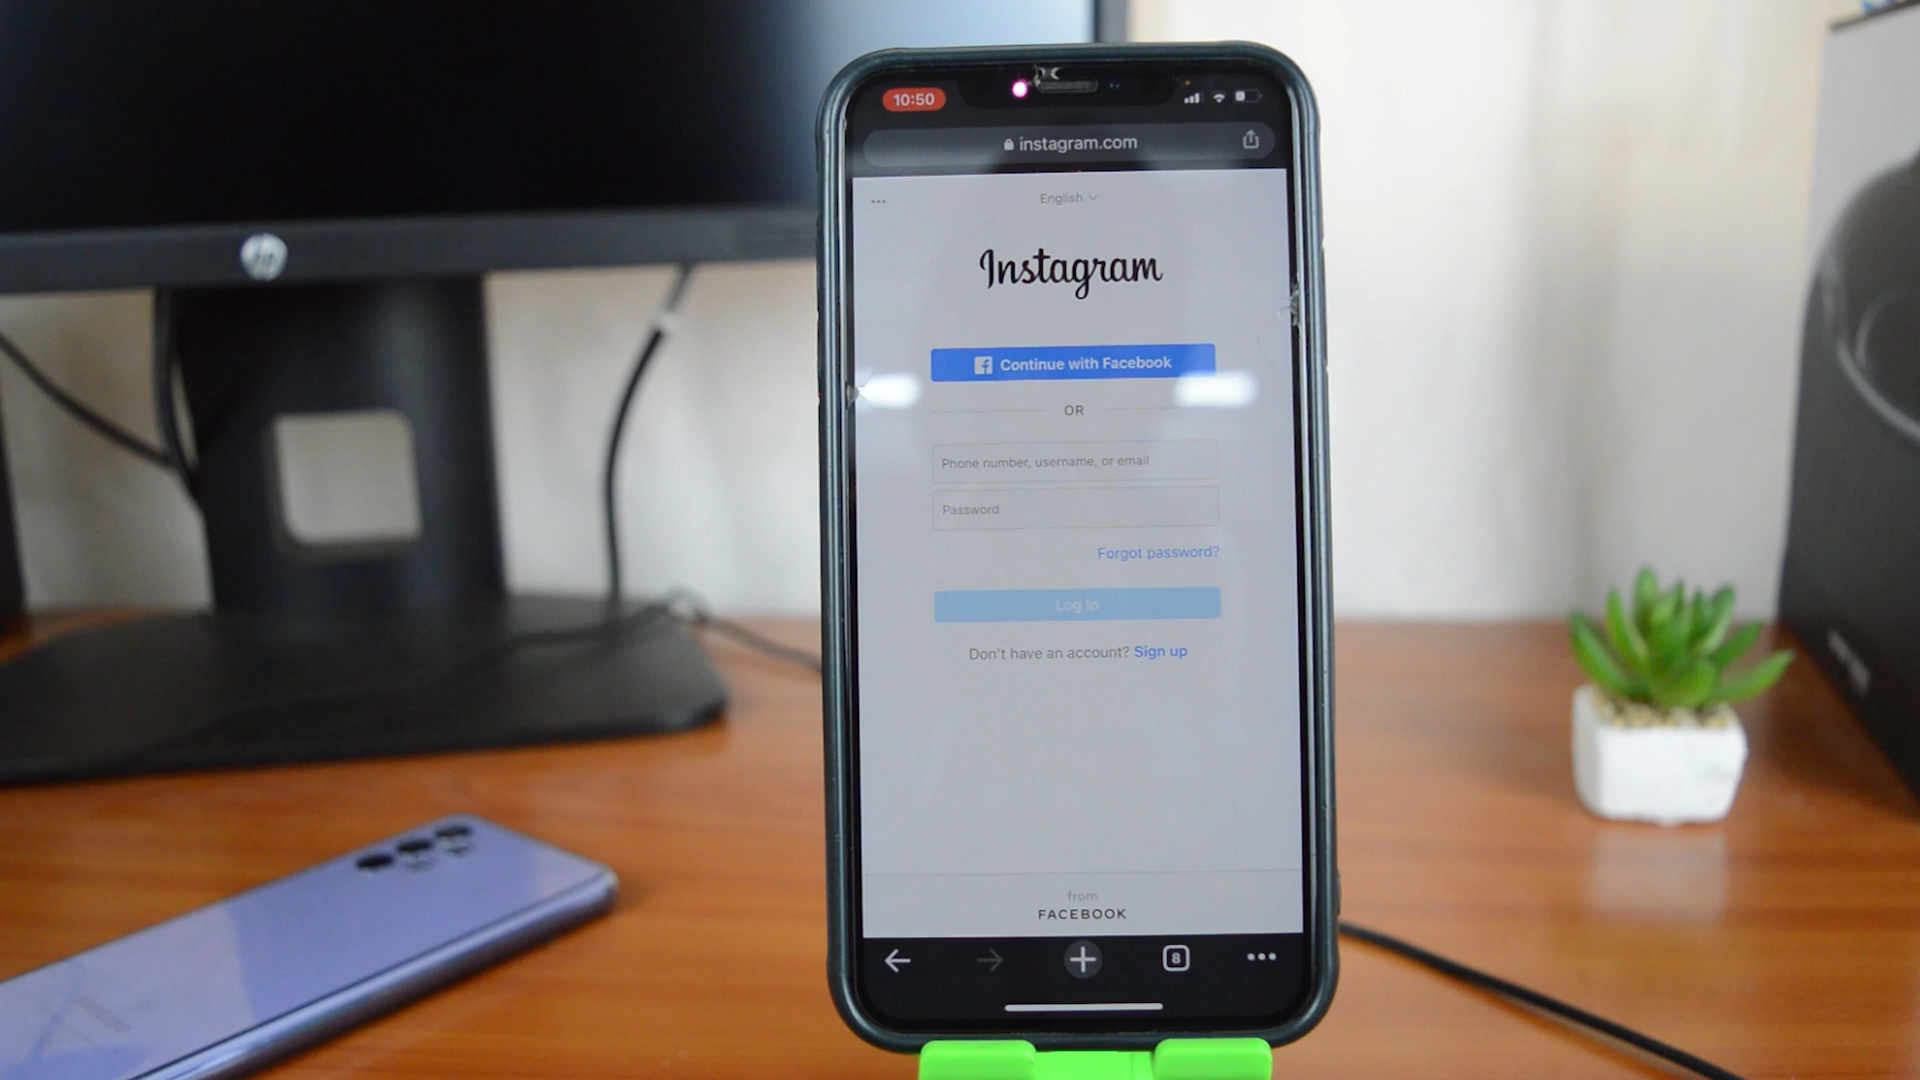 hp
10:50
instagram.com
English
Instagram
Continue with Facebook
OR
Phone number, username, or email
Password
Forgot password?
Log In
Don't have an account? Sign up
from
FACEBOOK
8